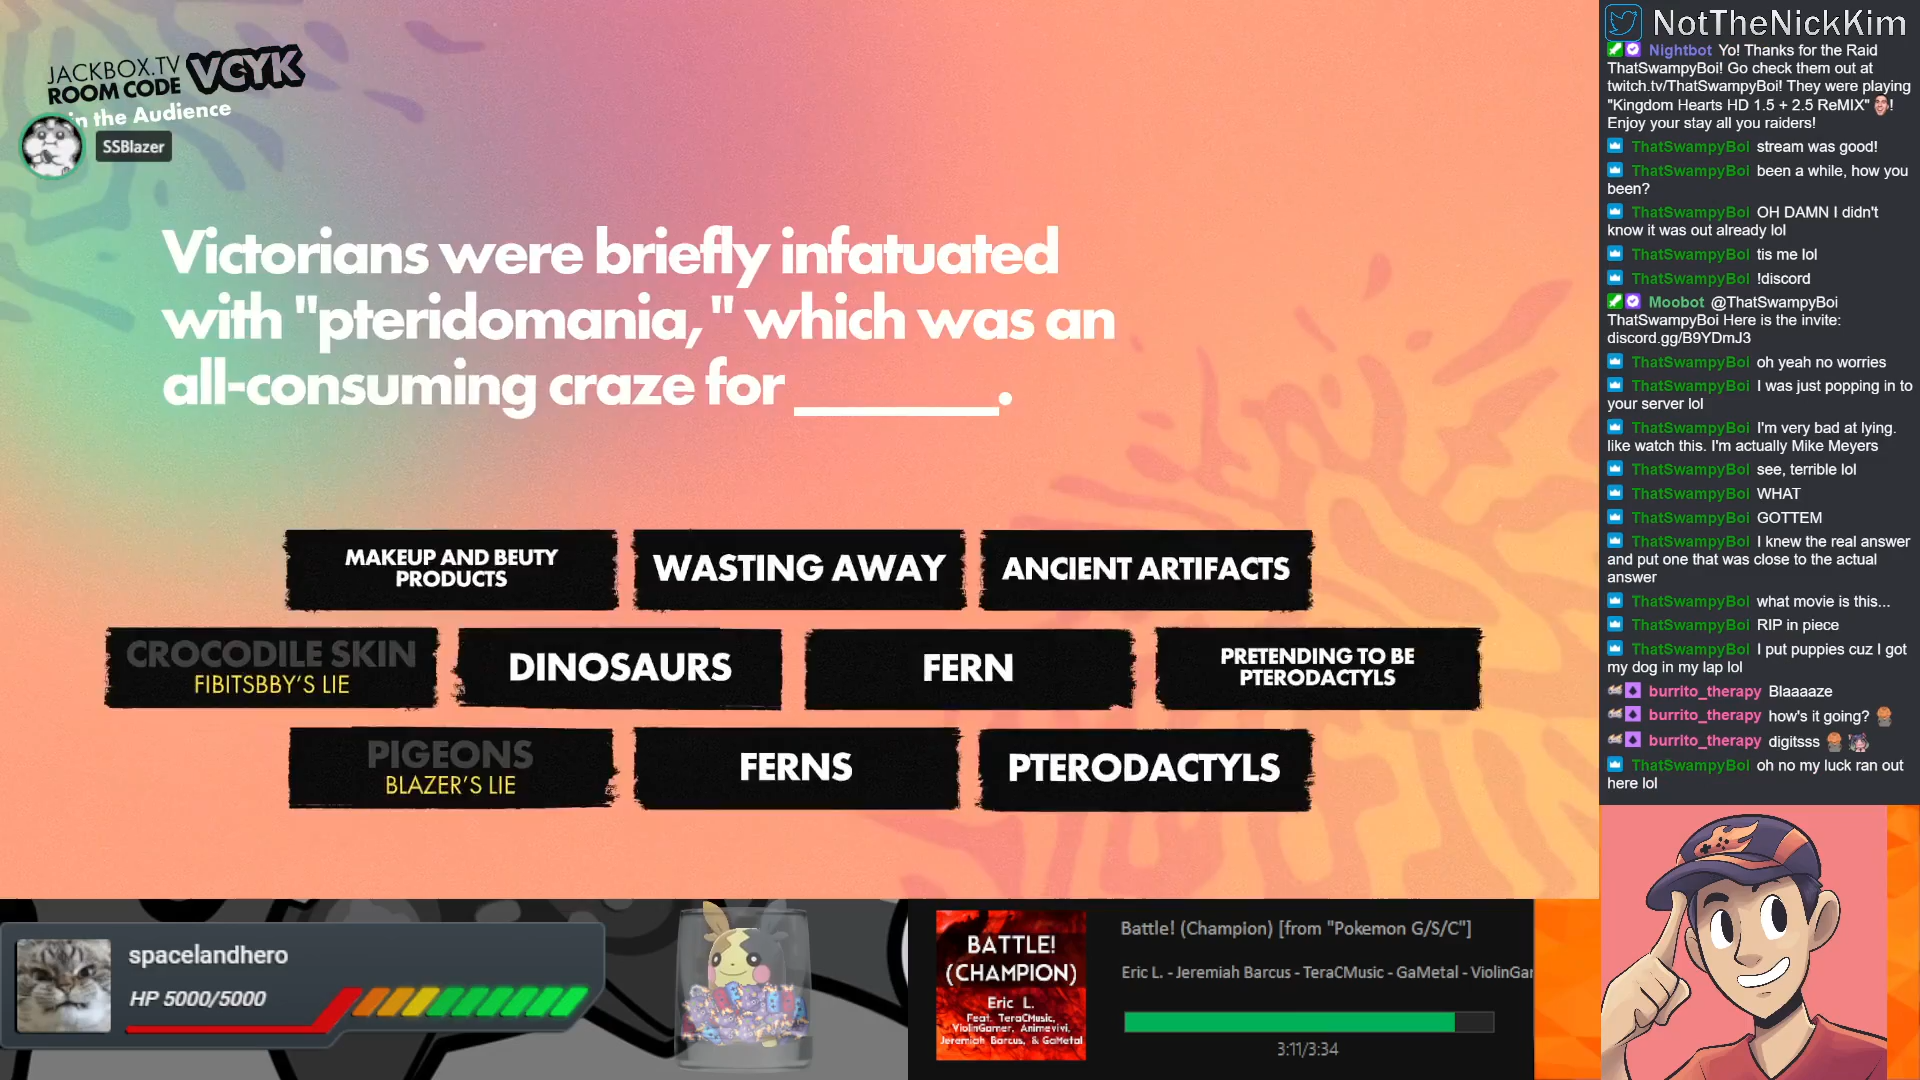 JACKBOX.TV
ROOM CODE VGYK
in the Audience
SSBlazer
Victorians were briefly infatuated
with "pteridomania," which was an
all-consuming craze for ______.
MAKEUP AND BEUTY
PRODUCTS
WASTING AWAY
ANCIENT ARTIFACTS
CROCODILE SKIN
FIBITSBBY'S LIE
DINOSAURS
FERN
PRETENDING TO BE
PTERODACTYLS
PIGEONS
BLAZER'S LIE
FERNS
PTERODACTYLS
spacelandhero
HP 5000/5000
BATTLE!
(CHAMPION)
Eric L.
Feat. TeraCMusic,
ViolinGamer, Animevivi,
Jeremiah Barcus, & GaMetal
Battle! (Champion) [from "Pokemon G/S/C"]
Eric L. - Jeremiah Barcus - TeraCMusic - GaMetal - ViolinGar
3:11/3:34
NotTheNickKim
Nightbot Yo! Thanks for the Raid
ThatSwampyBoi! Go check them out at
twitch.tv/ThatSwampyBoi! They were playing
"Kingdom Hearts HD 1.5 + 2.5 ReMIX" !
Enjoy your stay all you raiders!
ThatSwampyBoi stream was good!
ThatSwampyBoi been a while, how you
been?
ThatSwampyBoi OH DAMN I didn't
know it was out already lol
ThatSwampyBoi tis me lol
ThatSwampyBoi !discord
Moobot @ThatSwampyBoi
ThatSwampyBoi Here is the invite:
discord.gg/B9YDmJ3
ThatSwampyBoi oh yeah no worries
ThatSwampyBoi I was just popping in to
your server lol
ThatSwampyBoi I'm very bad at lying.
like watch this. I'm actually Mike Meyers
ThatSwampyBoi see, terrible lol
ThatSwampyBoi WHAT
ThatSwampyBoi GOTTEM
ThatSwampyBoi I knew the real answer
and put one that was close to the actual
answer
ThatSwampyBoi what movie is this...
ThatSwampyBoi RIP in piece
ThatSwampyBoi I put puppies cuz I got
my dog in my lap lol
burrito_therapy Blaaaaze
burrito_therapy how's it going?
burrito_therapy digitsss
ThatSwampyBoi oh no my luck ran out
here lol